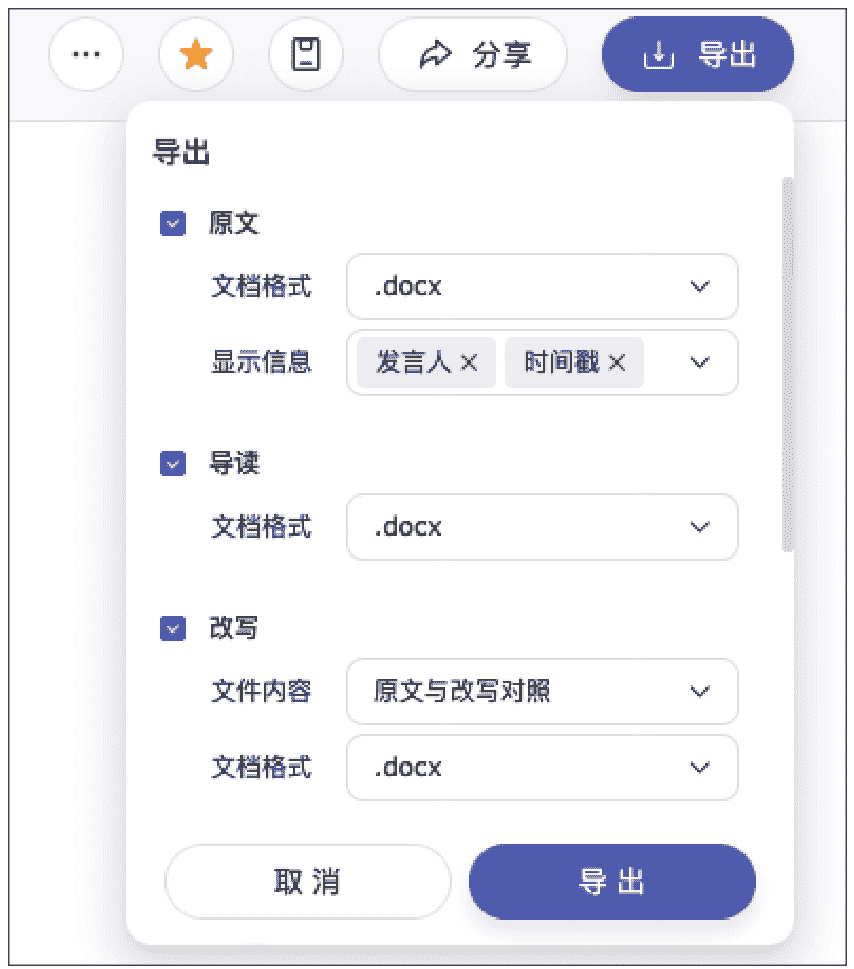 分享 导出
导出
原文
文档格式 .docx
显示信息 发言人 × 时间戳 ×
导读
文档格式 .docx
改写
文件内容 原文与改写对照
文档格式 .docx
取消 导出